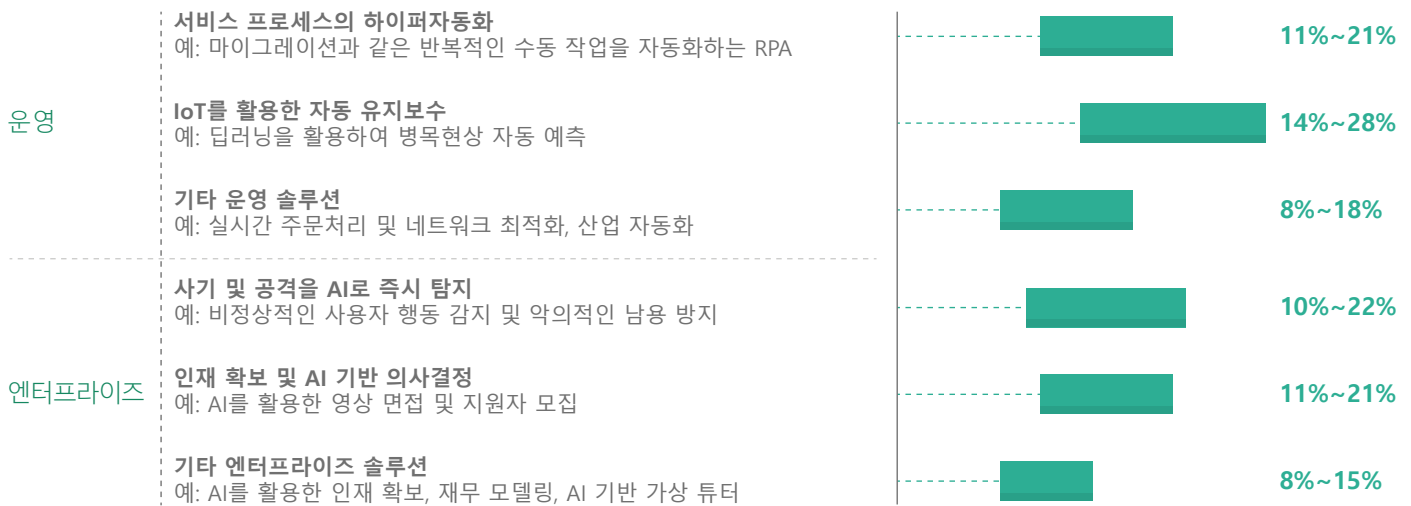 운영
서비스 프로세스의 하이퍼자동화
예: 마이그레이션과 같은 반복적인 수동 작업을 자동화하는 RPA
11%~21%
IoT를 활용한 자동 유지보수
예: 딥러닝을 활용하여 병목현상 자동 예측
14%~28%
기타 운영 솔루션
예: 실시간 주문처리 및 네트워크 최적화, 산업 자동화
8%~18%
엔터프라이즈
사기 및 공격을 AI로 즉시 탐지
예: 비정상적인 사용자 행동 감지 및 악의적인 남용 방지
10%~22%
인재 확보 및 AI 기반 의사결정
예: AI를 활용한 영상 면접 및 지원자 모집
11%~21%
기타 엔터프라이즈 솔루션
예: AI를 활용한 인재 확보, 재무 모델링, AI 기반 가상 튜터
8%~15%